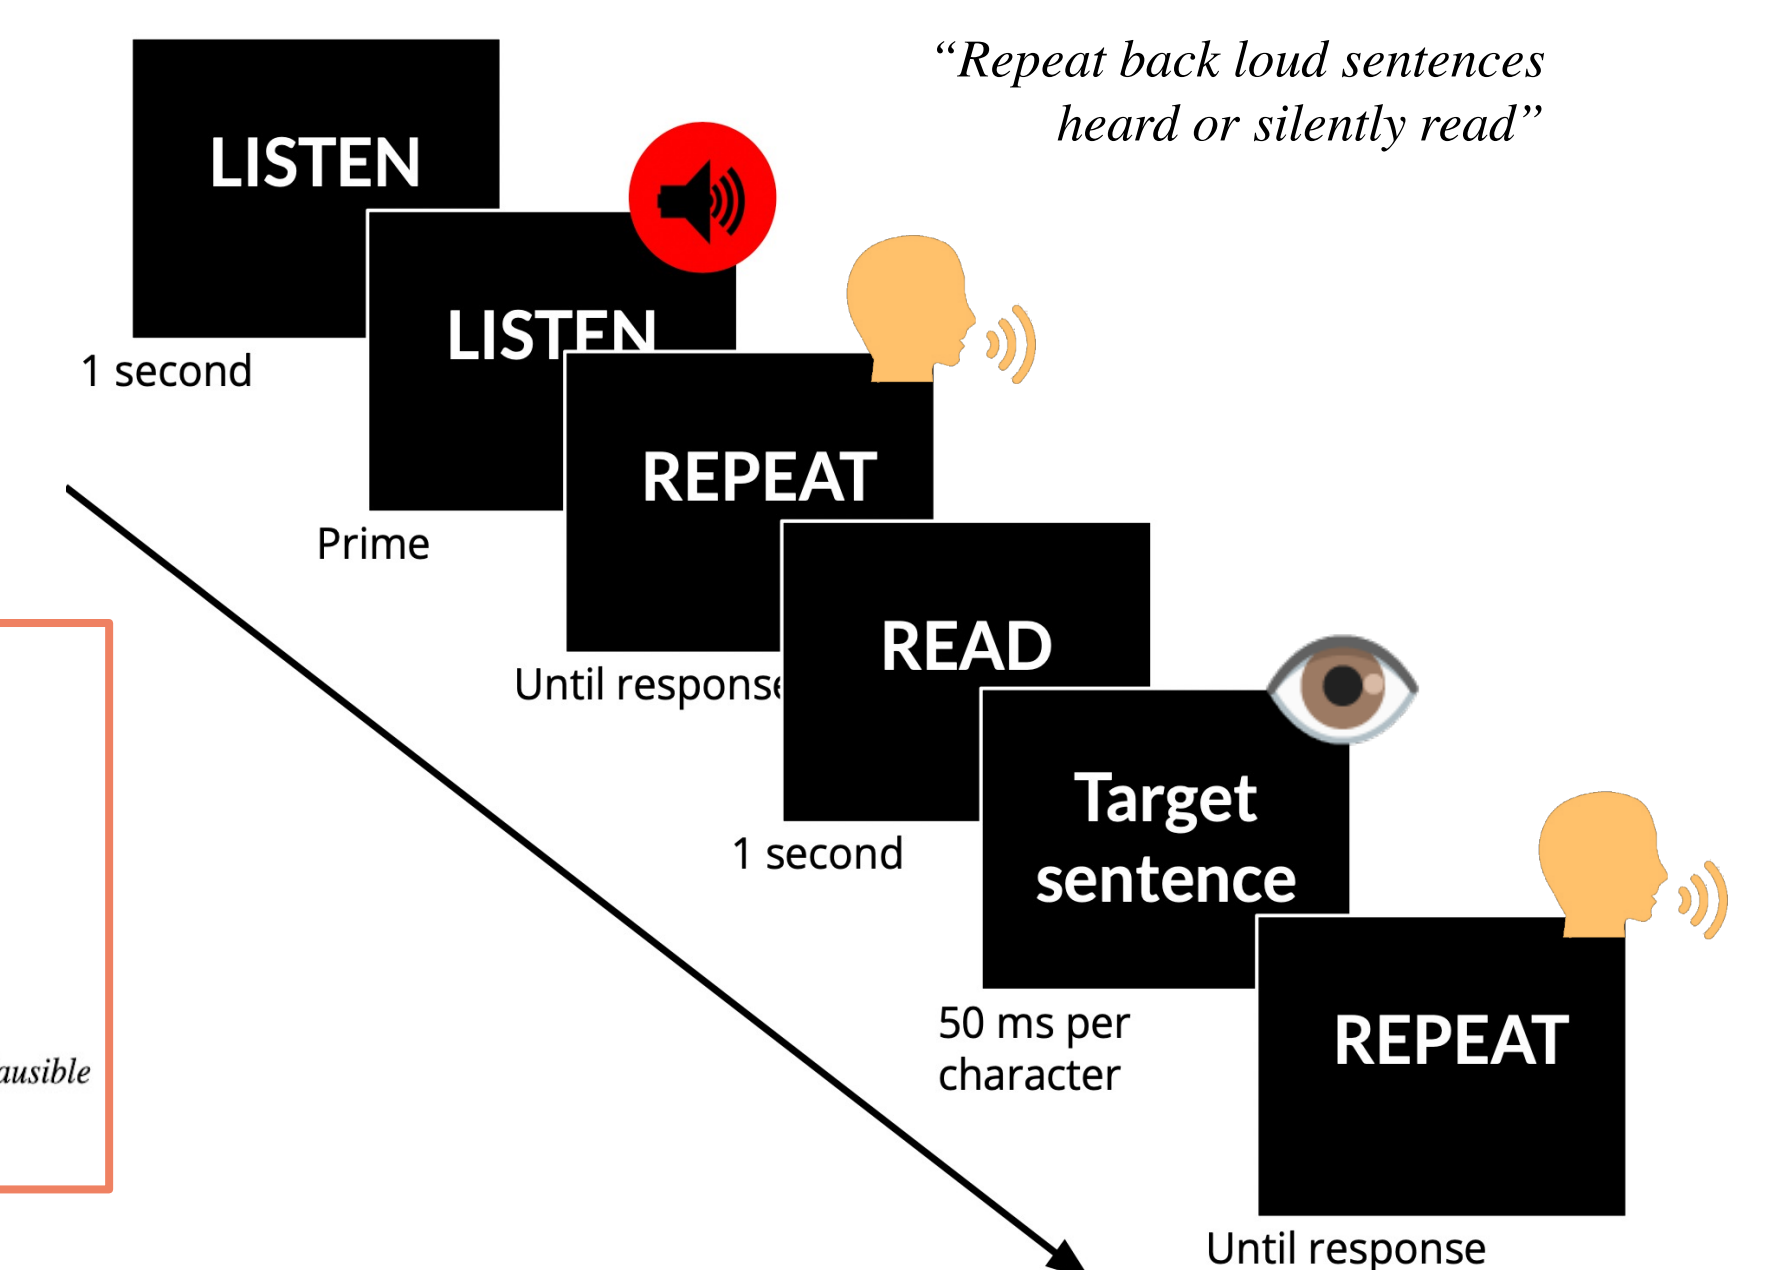 “Repeat back loud sentences
heard or silently read”
LISTEN
1 second
LISTEN
Prime
REPEAT
Until response
READ
1 second
Target
sentence
50 ms per
character
REPEAT
Until response